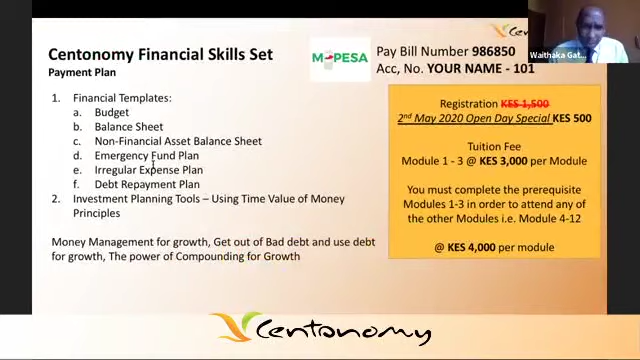 Centonomy
Waithaka Gat...
Centonomy Financial Skills Set
Payment Plan
M-PESA
Pay Bill Number 986850
Acc, No. YOUR NAME - 101
1. Financial Templates:
a. Budget
b. Balance Sheet
c. Non-Financial Asset Balance Sheet
d. Emergency Fund Plan
e. Irregular Expense Plan
f. Debt Repayment Plan
2. Investment Planning Tools – Using Time Value of Money
Principles
Money Management for growth, Get out of Bad debt and use debt
for growth, The power of Compounding for Growth
Registration KES 1,500
2nd May 2020 Open Day Special KES 500
Tuition Fee
Module 1 - 3 @ KES 3,000 per Module
You must complete the prerequisite
Modules 1-3 in order to attend any of
the other Modules i.e. Module 4-12
@ KES 4,000 per module
Centonomy